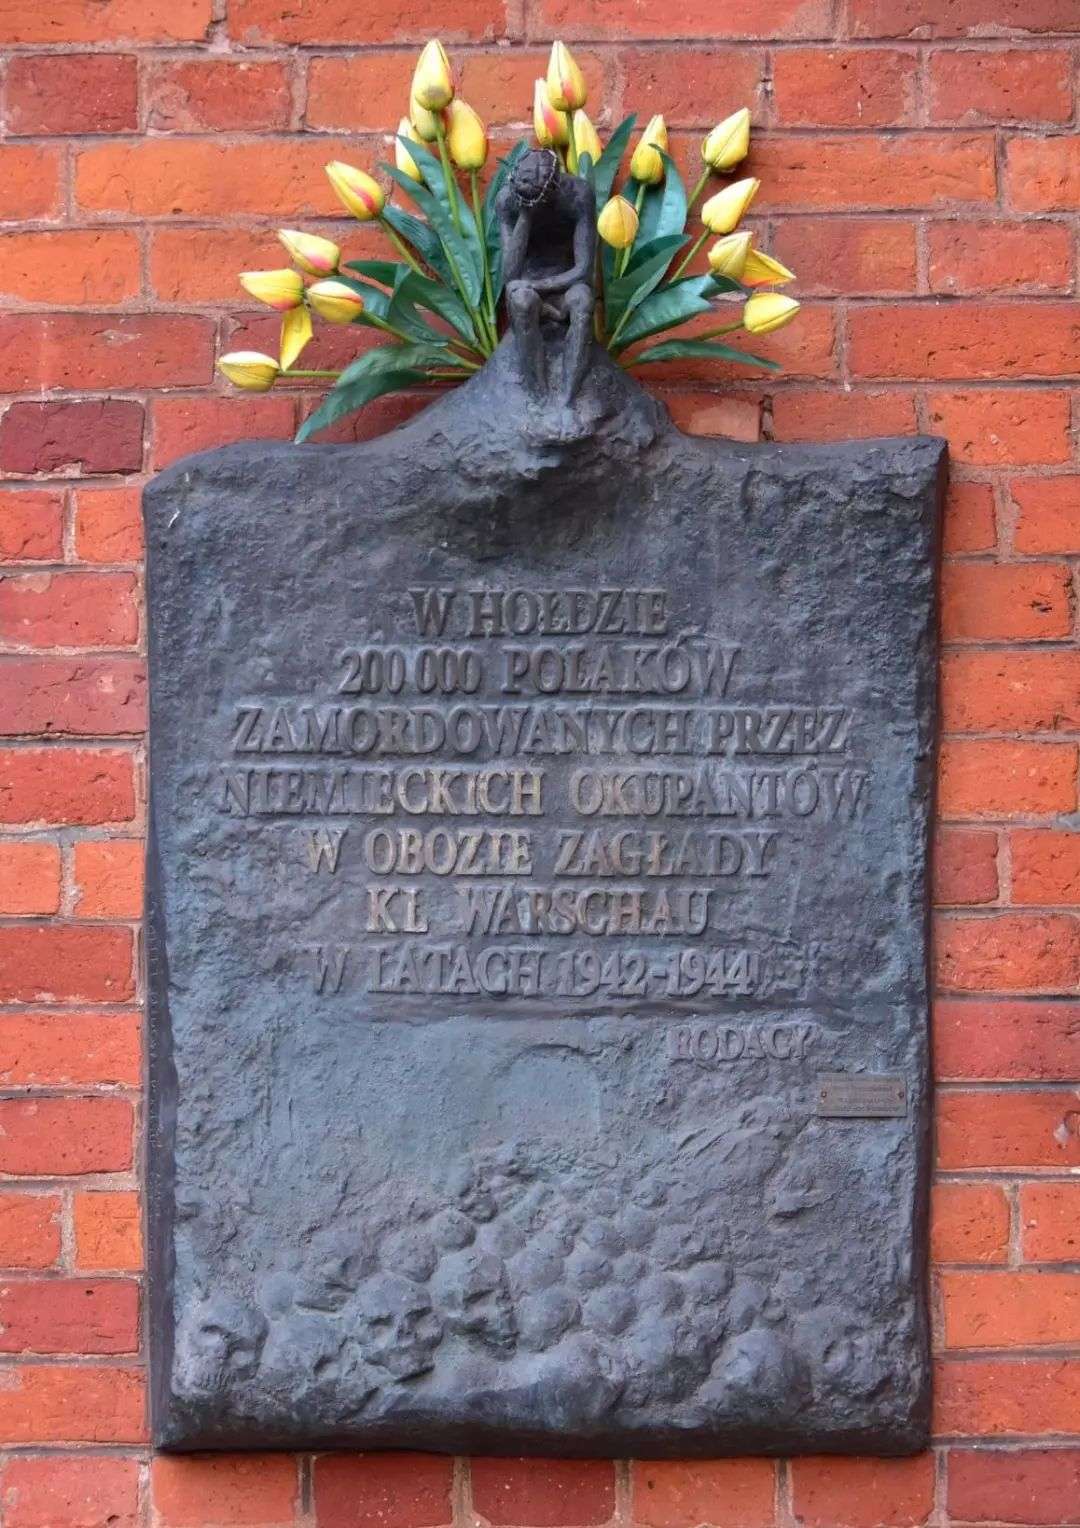 W HOŁDZIE
200 000 POLAKÓW
ZAMORDOWANYCH PRZEZ
NIEMIECKICH OKUPANTÓW
W OBOZIE ZAGŁADY
KL WARSCHAU
W LATACH 1942-1944
RODACY